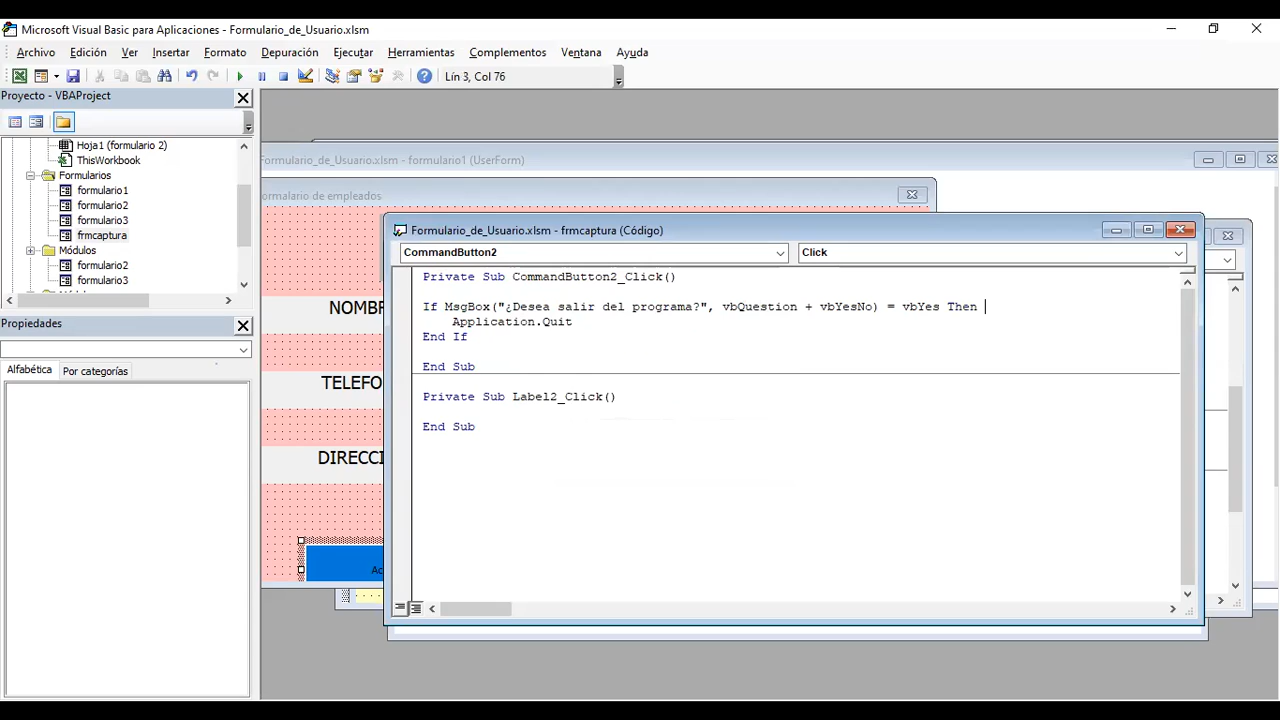 Microsoft Visual Basic para Aplicaciones - Formulario_de_Usuario.xlsm
Archivo Edición Ver Insertar Formato Depuración Ejecutar Herramientas Complementos Ventana Ayuda
Lín 3, Col 76
Proyecto - VBAProject
Hoja1 (formulario 2)
ThisWorkbook
Formularios
formulario1
formulario2
formulario3
frmcaptura
Módulos
formulario2
formulario3
Propiedades
Alfabética Por categorías
Formulario_de_Usuario.xlsm - formulario1 (UserForm)
ormalario de empleados
NOMBR
TELEFO
DIRECCI
Ac
Formulario_de_Usuario.xlsm - frmcaptura (Código)
CommandButton2 Click
Private Sub CommandButton2_Click()
If MsgBox("¿Desea salir del programa?", vbQuestion + vbYesNo) = vbYes Then
Application.Quit
End If
End Sub
Private Sub Label2_Click()
End Sub